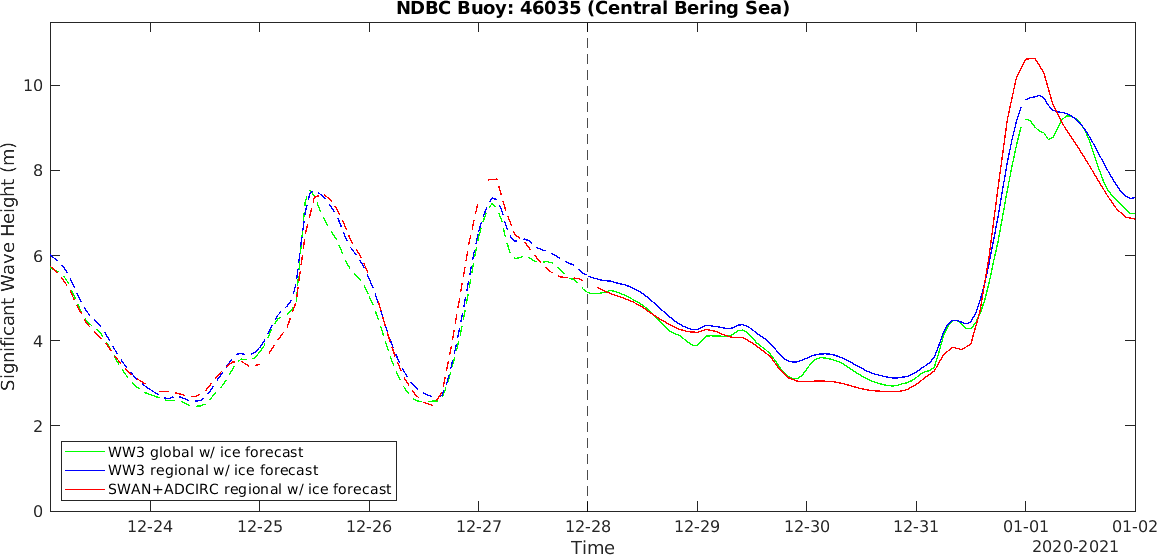 NDBC Buoy: 46035 (Central Bering Sea)
Significant Wave Height (m)
10
8
6
4
2
0
WW3 global w/ ice forecast
WW3 regional w/ ice forecast
SWAN+ADCIRC regional w/ ice forecast
12-24 12-25 12-26 12-27 12-28 12-29 12-30 12-31 01-01 01-02
Time
2020-2021